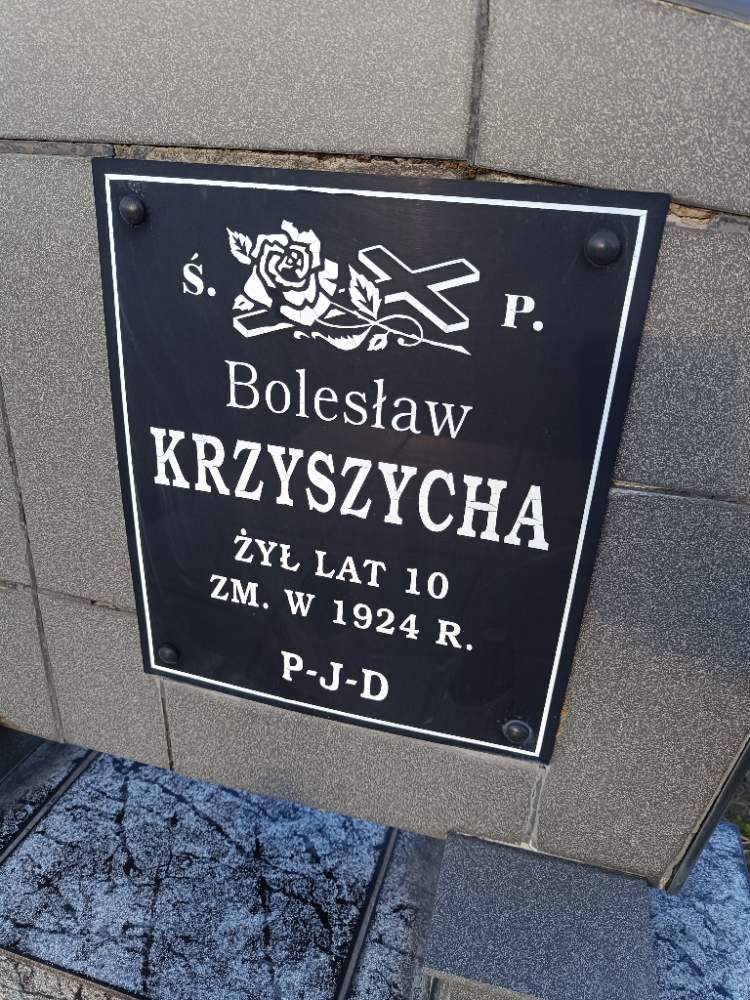 Ś. P.
Bolesław
KRZYSZYCHA
ŻYŁ LAT 10
ZM. W 1924 R.
P-J-D